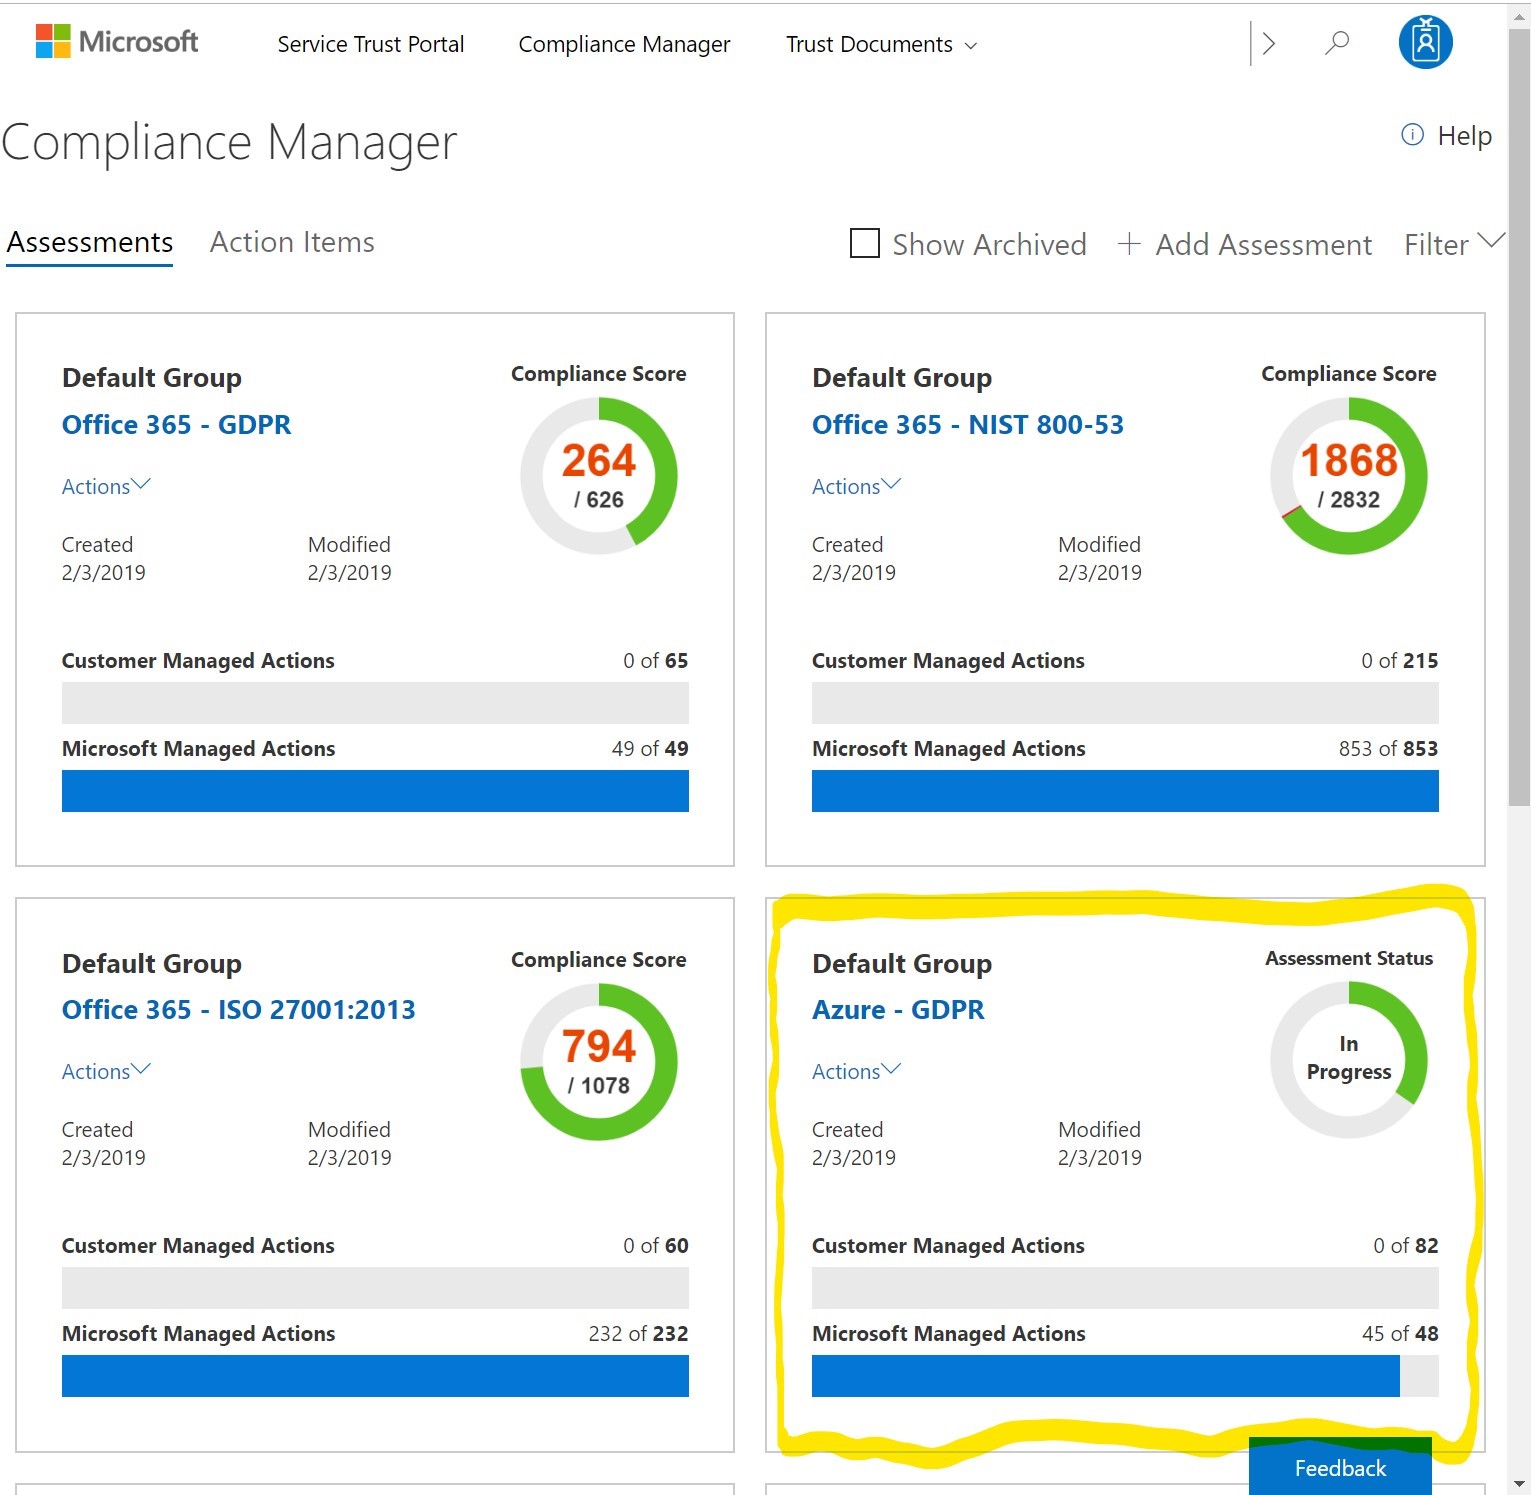 Microsoft Service Trust Portal Compliance Manager Trust Documents
Compliance Manager
Help
Assessments Action Items Show Archived + Add Assessment Filter
Default Group
Office 365 - GDPR
Actions
Compliance Score
264
/ 626
Created Modified
2/3/2019 2/3/2019
Customer Managed Actions 0 of 65
Microsoft Managed Actions 49 of 49
Default Group
Office 365 - NIST 800-53
Actions
Compliance Score
1868
/ 2832
Created Modified
2/3/2019 2/3/2019
Customer Managed Actions 0 of 215
Microsoft Managed Actions 853 of 853
Default Group
Office 365 - ISO 27001:2013
Actions
Compliance Score
794
/ 1078
Created Modified
2/3/2019 2/3/2019
Customer Managed Actions 0 of 60
Microsoft Managed Actions 232 of 232
Default Group
Azure - GDPR
Actions
Assessment Status
In
Progress
Created Modified
2/3/2019 2/3/2019
Customer Managed Actions 0 of 82
Microsoft Managed Actions 45 of 48
Feedback